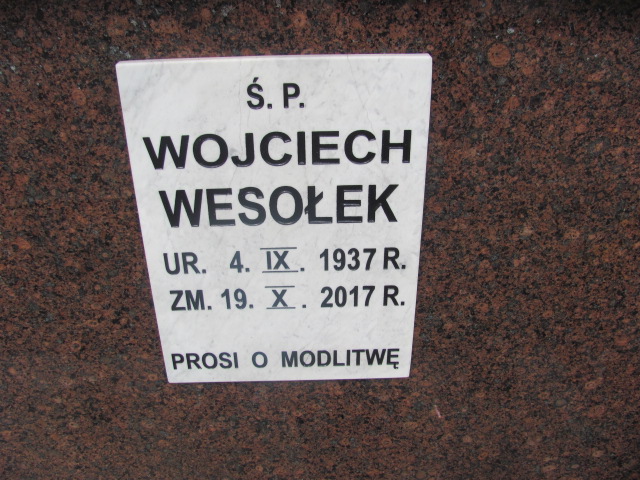 Ś. P.
WOJCIECH
WESOŁEK
UR. 4. IX. 1937 R.
ZM. 19. X. 2017 R.
PROSI O MODLITWĘ